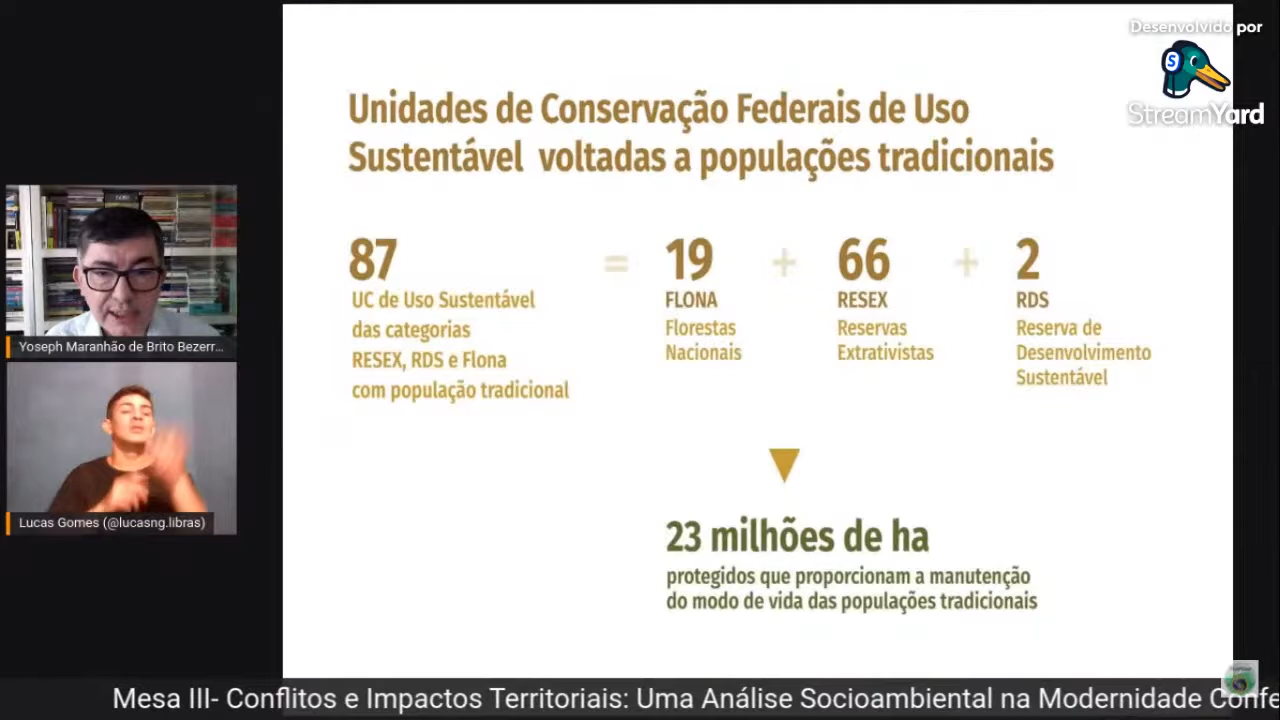 Desenvolvido por
StreamYard
Unidades de Conservação Federais de Uso
Sustentável voltadas a populações tradicionais
87
UC de Uso Sustentável
das categorias
RESEX, RDS e Flona
com população tradicional
=
19
FLONA
Florestas
Nacionais
+
66
RESEX
Reservas
Extrativistas
+
2
RDS
Reserva de
Desenvolvimento
Sustentável
23 milhões de ha
protegidos que proporcionam a manutenção
do modo de vida das populações tradicionais
Yoseph Maranhão de Brito Bezerr...
Lucas Gomes (@lucasng.libras)
Mesa III- Conflitos e Impactos Territoriais: Uma Análise Socioambiental na Modernidade Confe